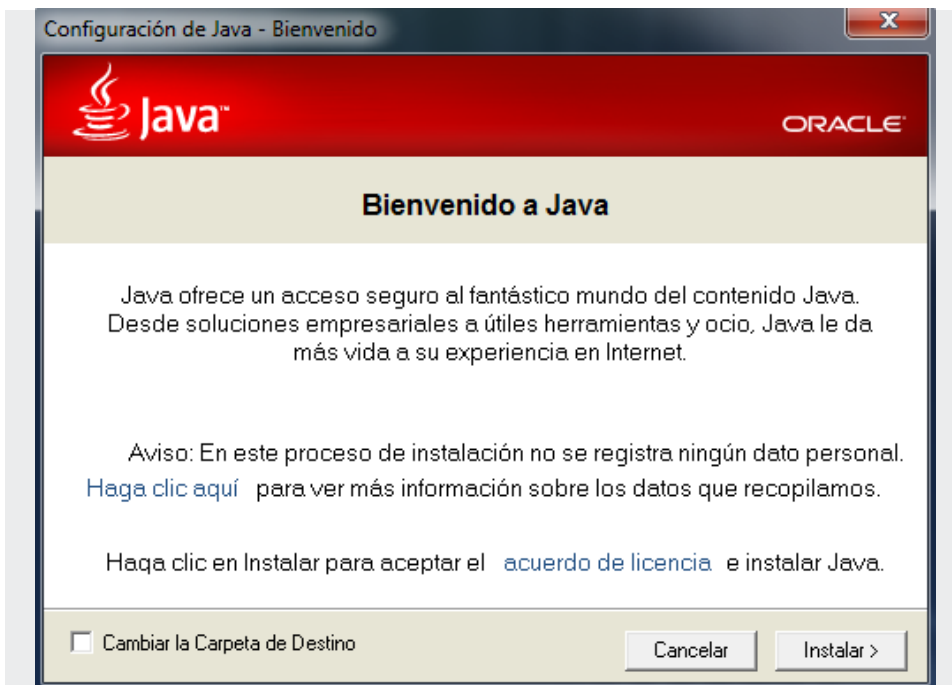 Configuración de Java - Bienvenido
Java™
ORACLE
Bienvenido a Java
Java ofrece un acceso seguro al fantástico mundo del contenido Java.
Desde soluciones empresariales a útiles herramientas y ocio, Java le da
más vida a su experiencia en Internet.
Aviso: En este proceso de instalación no se registra ningún dato personal.
Haga clic aquí para ver más información sobre los datos que recopilamos.
Haga clic en Instalar para aceptar el acuerdo de licencia e instalar Java.
Cambiar la Carpeta de Destino
Cancelar
Instalar >